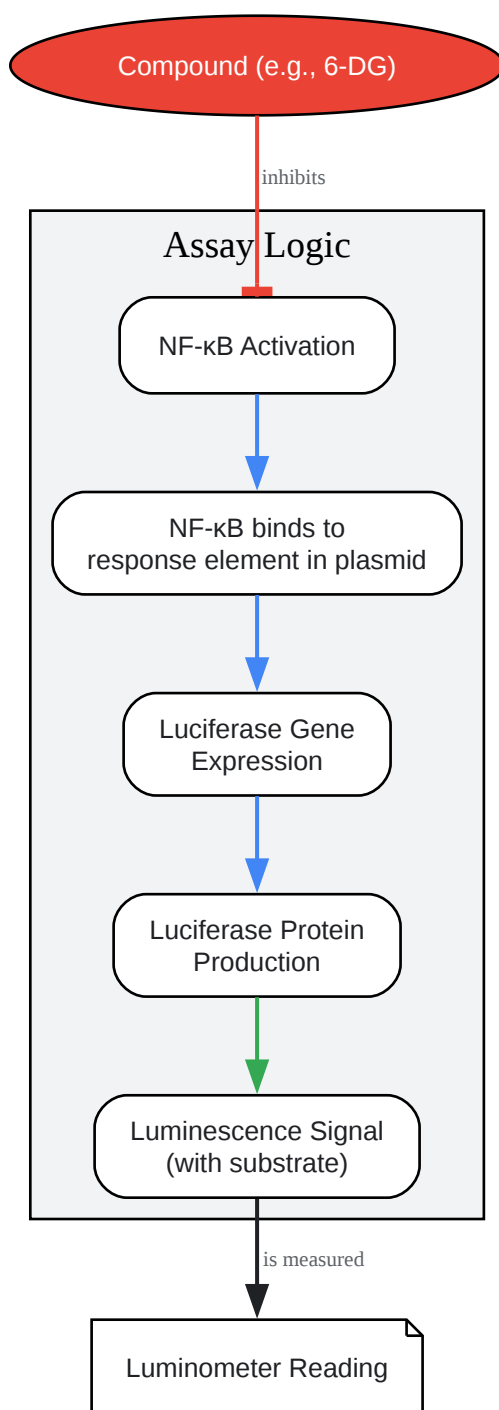 Compound (e.g., 6-DG)
inhibits
Assay Logic
NF-κB Activation
NF-κB binds to
response element in plasmid
Luciferase Gene
Expression
Luciferase Protein
Production
Luminescence Signal
(with substrate)
is measured
Luminometer Reading